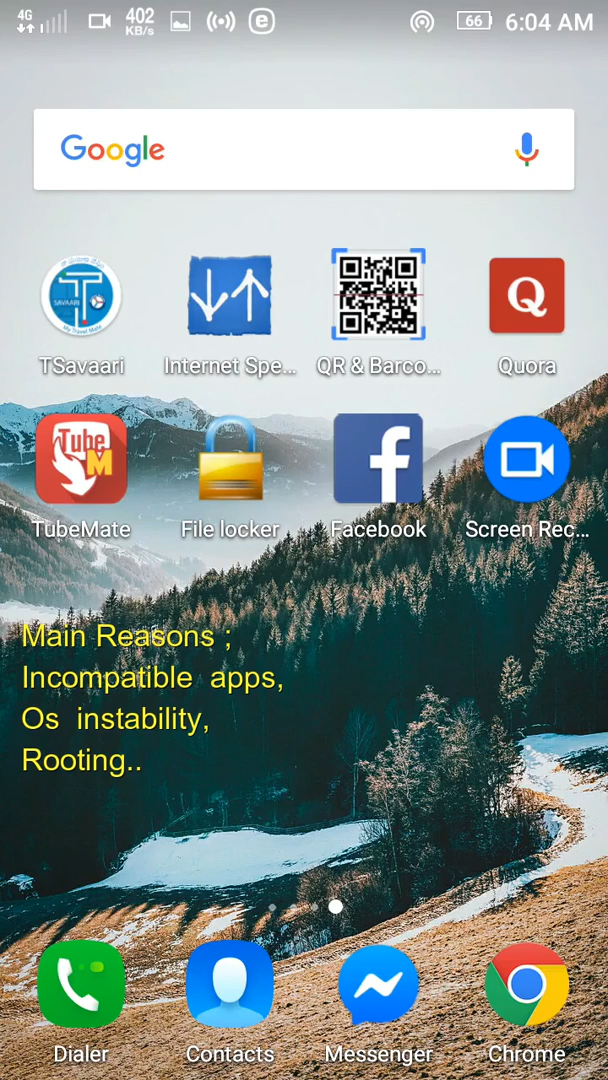 4G 402 KB/s 66 6:04 AM
Google
TSavaari Internet Spe... QR & Barco... Quora
TubeMate File locker Facebook Screen Rec...
Main Reasons ;
Incompatible apps,
Os instability,
Rooting..
Dialer Contacts Messenger Chrome